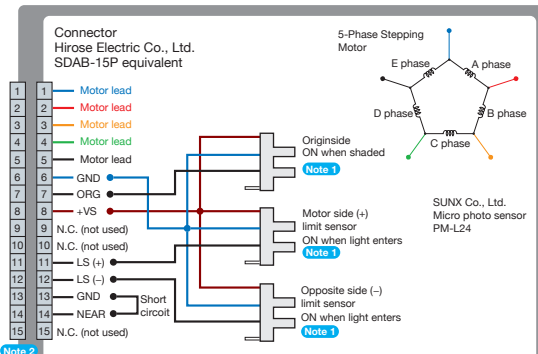 Connector
Hirose Electric Co., Ltd.
SDAB-15P equivalent
5-Phase Stepping
Motor
E phase
A phase
D phase
B phase
C phase
1 1 Motor lead
2 2 Motor lead
3 3 Motor lead
4 4 Motor lead
5 5 Motor lead
6 6 GND
7 7 ORG
8 8 +VS
9 9 N.C. (not used)
10 10 N.C. (not used)
11 11 LS (+)
12 12 LS (−)
13 13 GND
14 14 NEAR
15 15 N.C. (not used)
Short
circoit
Originside
ON when shaded
Note 1
Motor side (+)
limit sensor
ON when light enters
Note 1
Opposite side (−)
limit sensor
ON when light enters
Note 1
SUNX Co., Ltd.
Micro photo sensor
PM-L24
Note 2